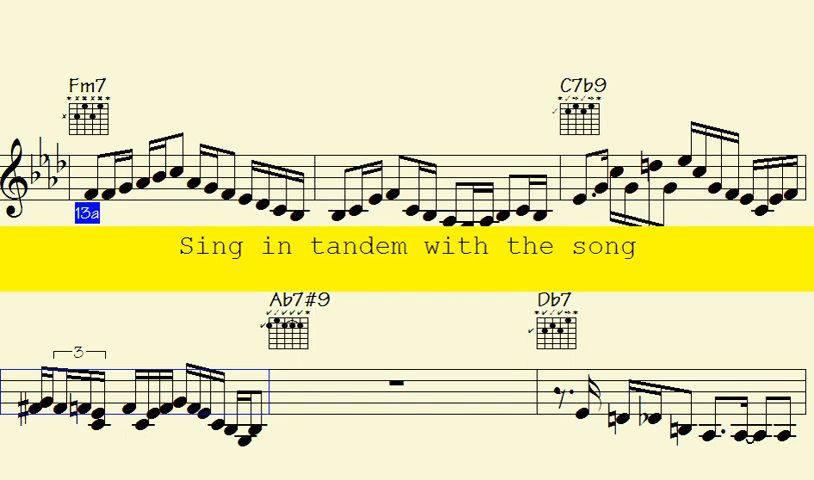 Fm7
C7b9
13a
Sing in tandem with the song
Ab7#9
Db7
3